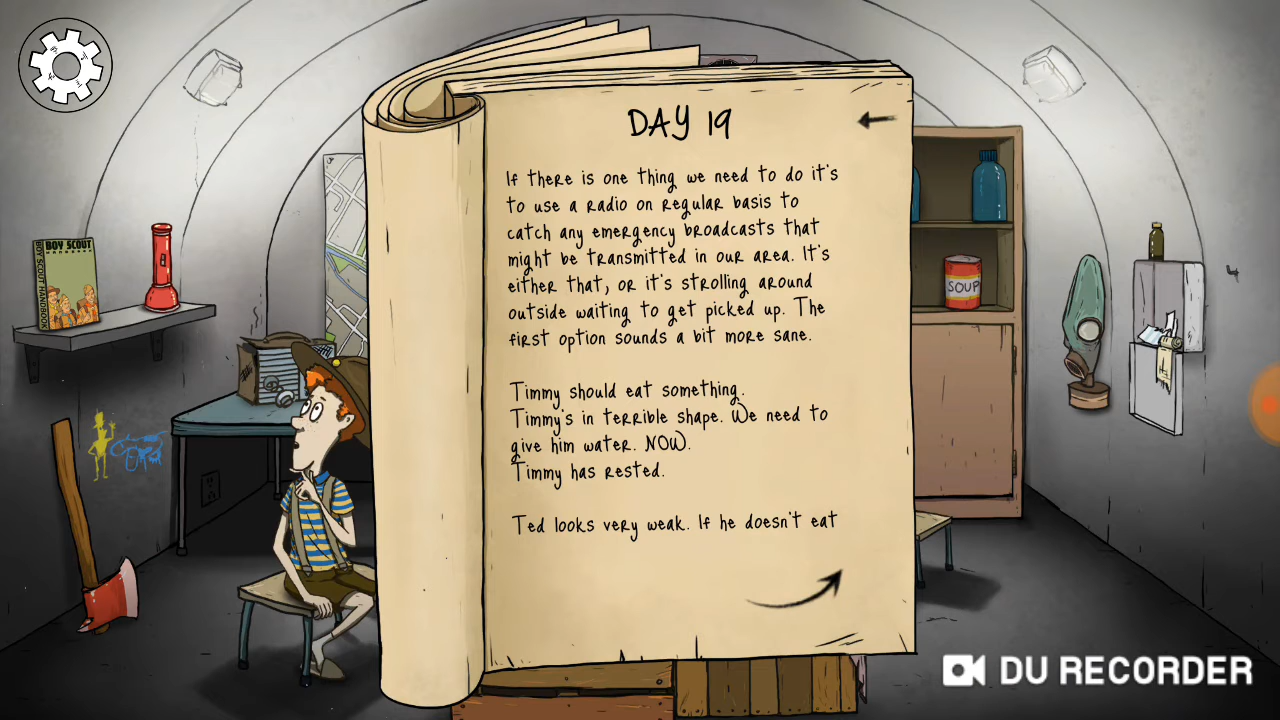 DAY 19
If there is one thing we need to do it's
to use a radio on regular basis to
catch any emergency broadcasts that
might be transmitted in our area. It's
either that, or it's strolling around
outside waiting to get picked up. The
first option sounds a bit more sane.
Timmy should eat something.
Timmy's in terrible shape. We need to
give him water. NOW.
Timmy has rested.
Ted looks very weak. If he doesn't eat
BOY SCOUT
HANDBOOK
BOY SCOUT HANDBOOK
SOUP
DU RECORDER